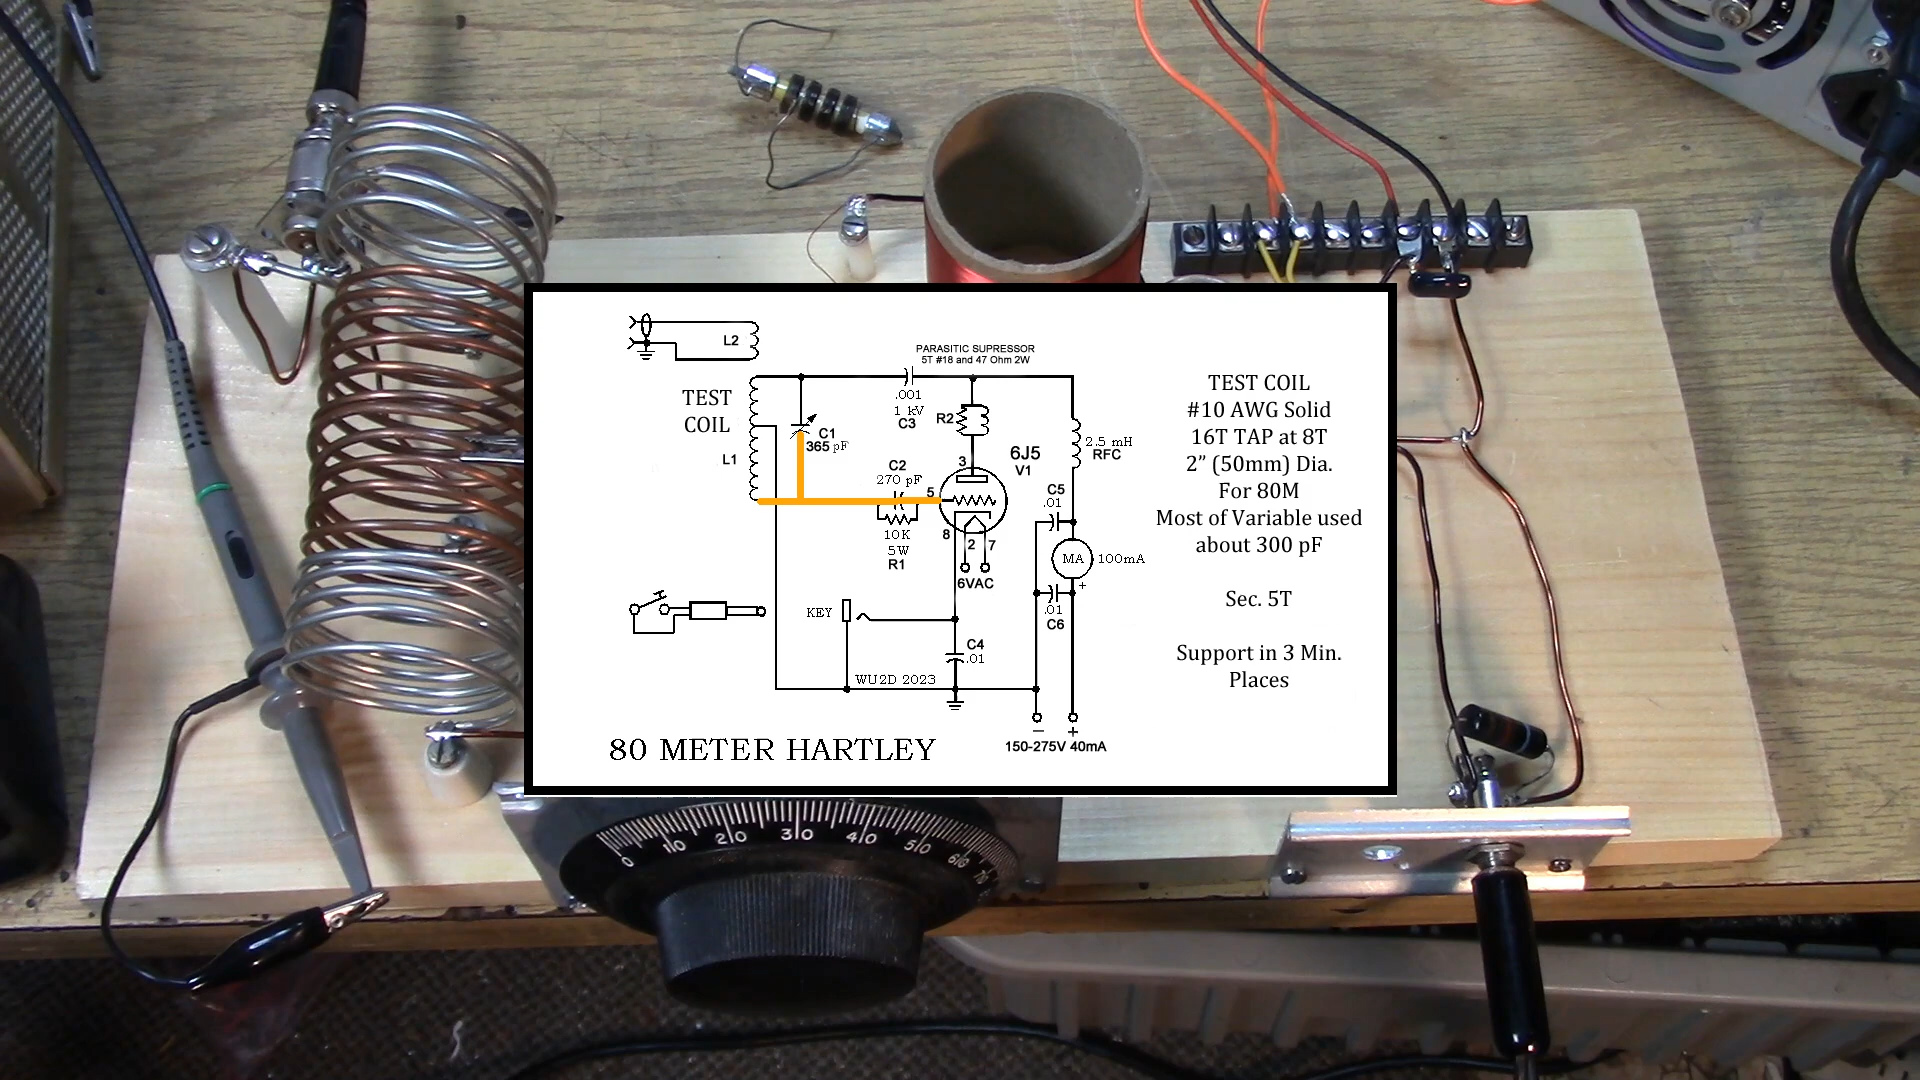 L2
PARASITIC SUPRESSOR
5T #18 and 47 Ohm 2W
TEST
COIL
L1
C1
365 pF
.001
1 kV
C3
R2
6J5
V1
2.5 mH
RFC
3
C2
270 pF
5
10K
5W
R1
8
2
7
6VAC
C5
.01
MA
100mA
+
.01
C6
KEY
C4
.01
WU2D 2023
−
+
150-275V 40mA
80 METER HARTLEY
TEST COIL
#10 AWG Solid
16T TAP at 8T
2” (50mm) Dia.
For 80M
Most of Variable used
about 300 pF
Sec. 5T
Support in 3 Min.
Places
0 10 20 30 40 50 60 70